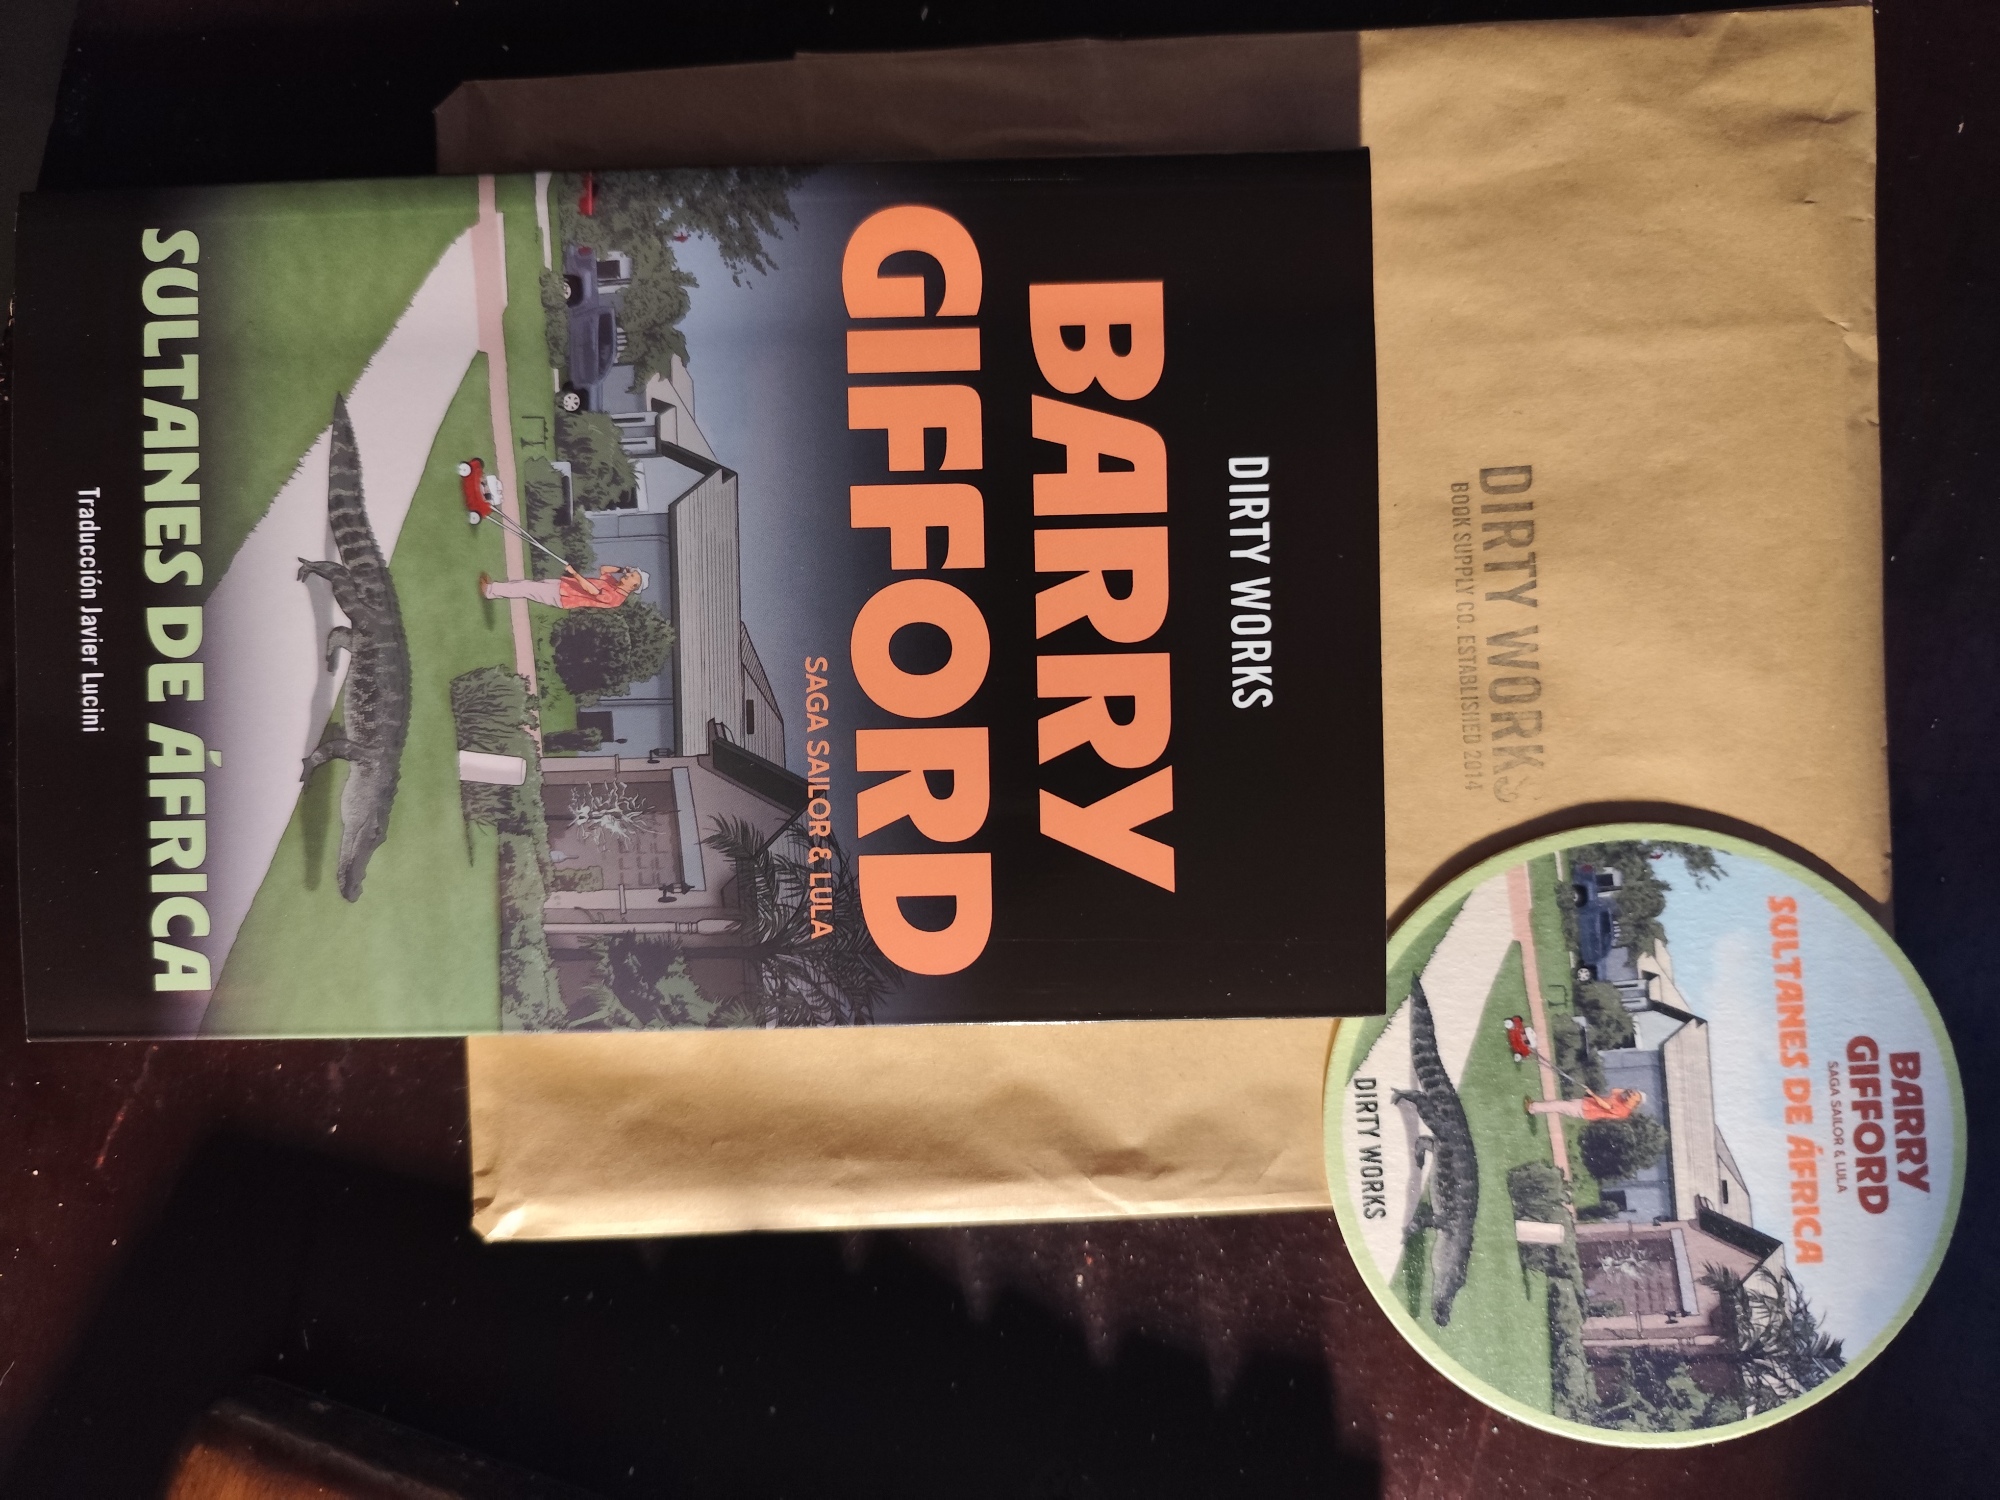 DIRTY WORKS
BOOK SUPPLY CO. ESTABLISHED 2014
DIRTY WORKS
BARRY
GIFFORD
SAGA SAILOR & LULA
SULTANES DE ÁFRICA
Traducción Javier Lucini
BARRY
GIFFORD
SAGA SAILOR & LULA
SULTANES DE ÁFRICA
DIRTY WORKS